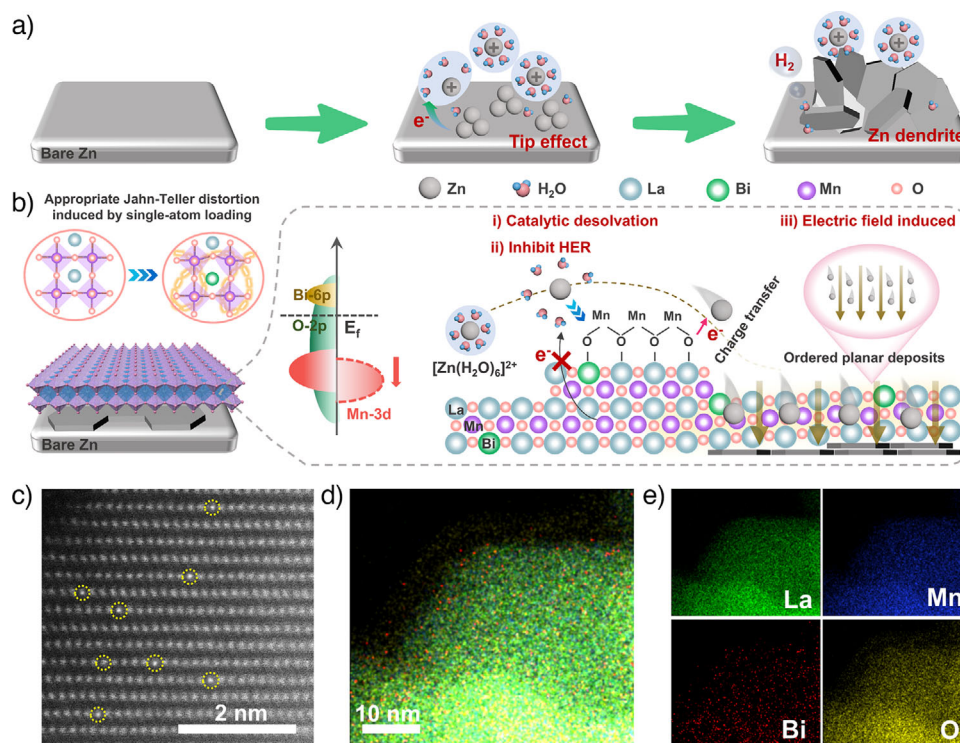 a)
Bare Zn
e-
Tip effect
H2
Zn dendrite
Zn
H2O
La
Bi
Mn
O
b)
Appropriate Jahn-Teller distortion
induced by single-atom loading
Bare Zn
Bi-6p
O-2p
Ef
Mn-3d
i) Catalytic desolvation
ii) Inhibit HER
iii) Electric field induced
[Zn(H2O)6]2+
Mn Mn Mn
O O O O
e-
e-
Charge transfer
Ordered planar deposits
La
Mn
Bi
c)
2 nm
d)
10 nm
e)
La
Mn
Bi
O